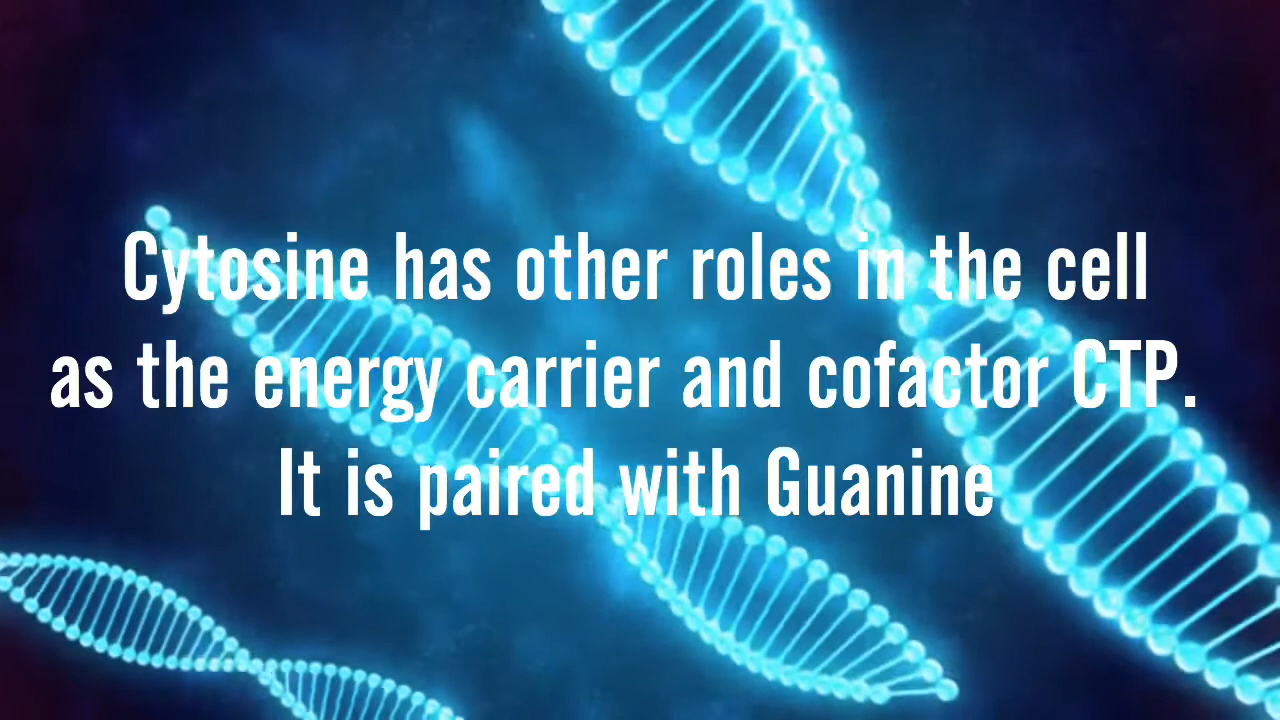 Cytosine has other roles in the cell
as the energy carrier and cofactor CTP.
It is paired with Guanine